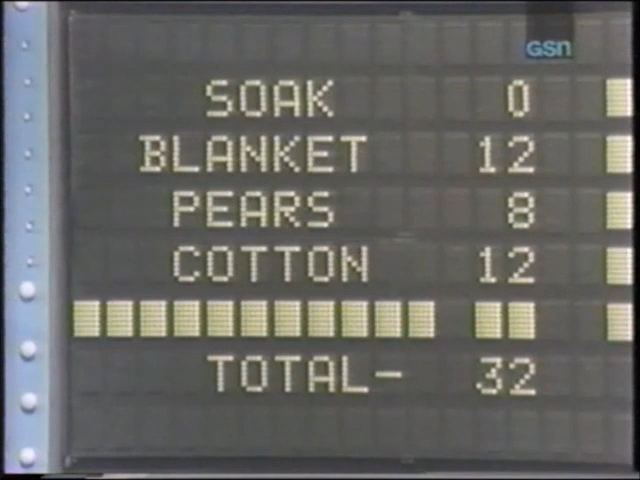 GSN
SOAK 0
BLANKET 12
PEARS 8
COTTON 12
TOTAL- 32